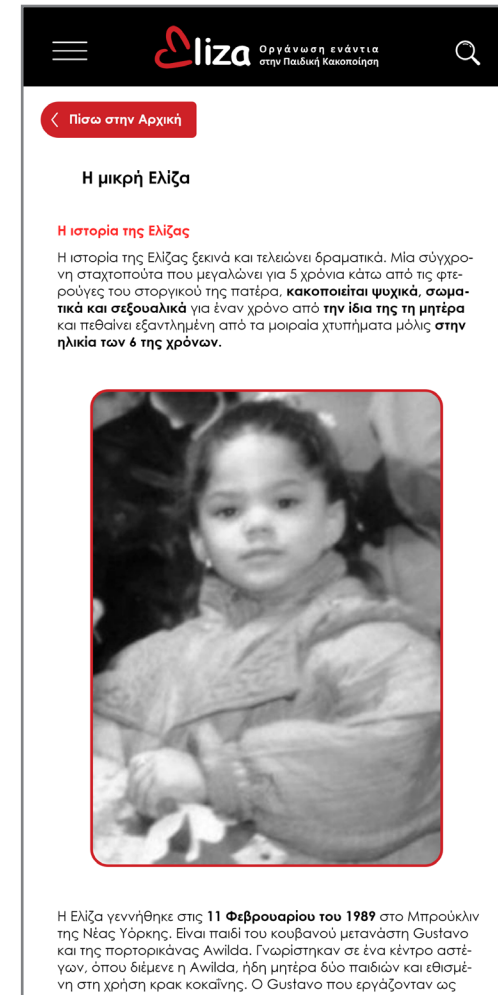 Eliza Οργάνωση ενάντια
στην Παιδική Κακοποίηση
Πίσω στην Αρχική
Η μικρή Ελίζα
Η ιστορία της Ελίζας
Η ιστορία της Ελίζας ξεκινά και τελειώνει δραματικά. Μία σύγχρο-
νη σταχτοπούτα που μεγαλώνει για 5 χρόνια κάτω από τις φτε-
ρούγες του στοργικού της πατέρα, κακοποιείται ψυχικά, σωμα-
τικά και σεξουαλικά για έναν χρόνο από την ίδια της τη μητέρα
και πεθαίνει εξαντλημένη από τα μοιραία χτυπήματα μόλις στην
ηλικία των 6 της χρόνων.
Η Ελίζα γεννήθηκε στις 11 Φεβρουαρίου του 1989 στο Μπρούκλιν
της Νέας Υόρκης. Είναι παιδί του κουβανού μετανάστη Gustavo
και της πορτορικάνας Awilda. Γνωρίστηκαν σε ένα κέντρο αστέ-
γων, όπου διέμενε η Awilda, ήδη μητέρα δύο παιδιών και εθισμέ-
νη στη χρήση κρακ κοκαΐνης. Ο Gustavo που εργάζονταν ως